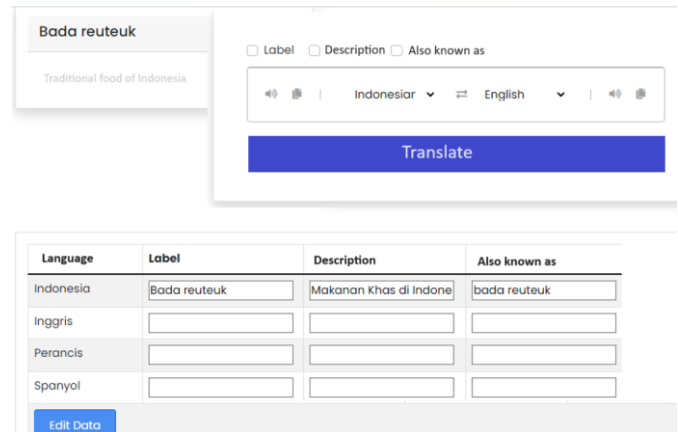 Bada reuteuk
Traditional food of Indonesia
Label Description Also known as
Indonesiar English
Translate
Language Label Description Also known as
Indonesia Bada reuteuk Makanan Khas di Indone bada reuteuk
Inggris
Perancis
Spanyol
Edit Data